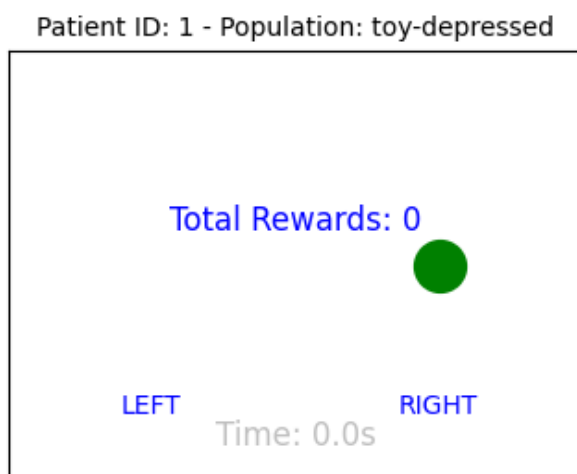 Patient ID: 1 - Population: toy-depressed
Total Rewards: 0
LEFT RIGHT
Time: 0.0s